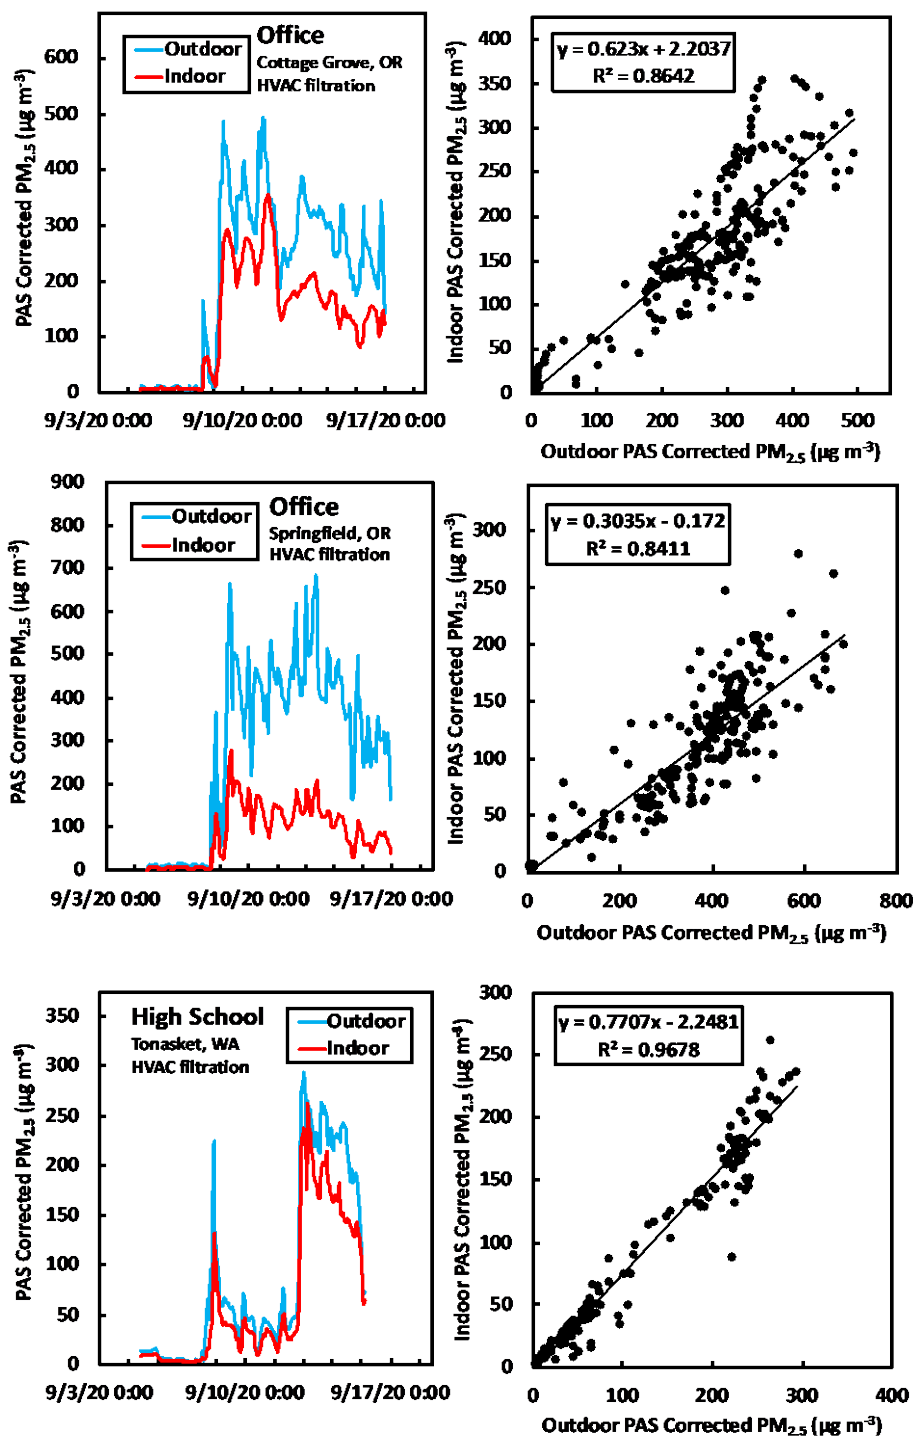 Office
Cottage Grove, OR
HVAC filtration
Outdoor
Indoor
PAS Corrected PM2.5 (µg m-3)
600
500
400
300
200
100
0
9/3/20 0:00 9/10/20 0:00 9/17/20 0:00
y = 0.623x + 2.2037
R² = 0.8642
Indoor PAS Corrected PM2.5 (µg m-3)
400
350
300
250
200
150
100
50
0
0 100 200 300 400 500
Outdoor PAS Corrected PM2.5 (µg m-3)
Office
Springfield, OR
HVAC filtration
Outdoor
Indoor
PAS Corrected PM2.5 (µg m-3)
900
800
700
600
500
400
300
200
100
0
9/3/20 0:00 9/10/20 0:00 9/17/20 0:00
y = 0.3035x - 0.172
R² = 0.8411
Indoor PAS Corrected PM2.5 (µg m-3)
300
250
200
150
100
50
0
0 200 400 600 800
Outdoor PAS Corrected PM2.5 (µg m-3)
High School
Tonasket, WA
HVAC filtration
Outdoor
Indoor
PAS Corrected PM2.5 (µg m-3)
350
300
250
200
150
100
50
0
9/3/20 0:00 9/10/20 0:00 9/17/20 0:00
y = 0.7707x - 2.2481
R² = 0.9678
Indoor PAS Corrected PM2.5 (µg m-3)
300
250
200
150
100
50
0
0 100 200 300 400
Outdoor PAS Corrected PM2.5 (µg m-3)